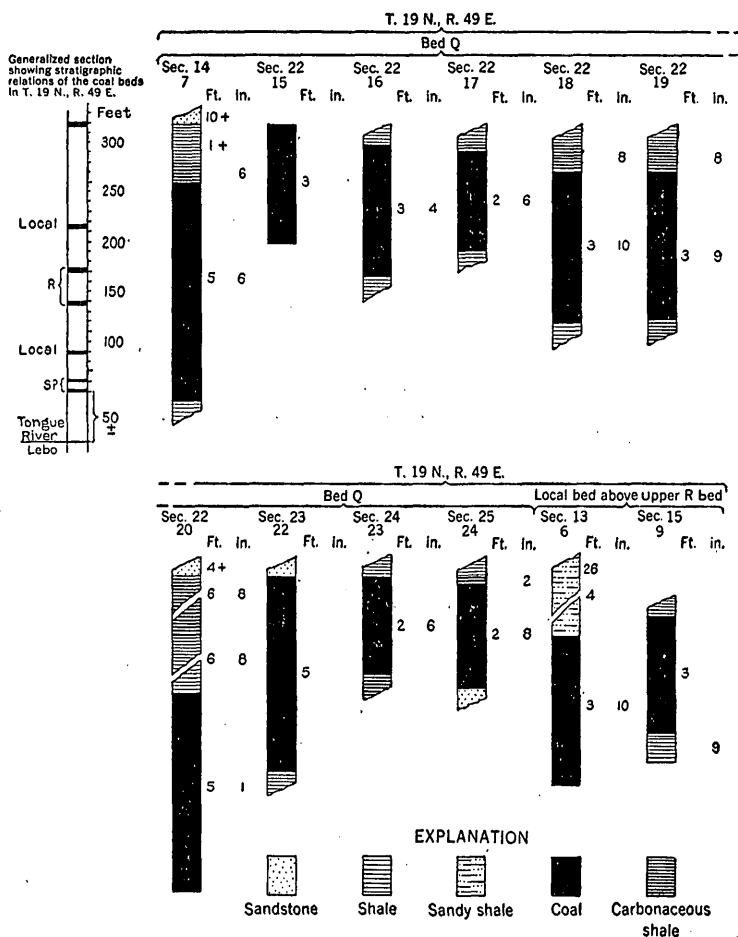 T. 19 N., R. 49 E.
Bed Q
Generalized section
showing stratigraphic
relations of the coal beds
in T. 19 N., R. 49 E.
Sec. 14 Sec. 22 Sec. 22 Sec. 22 Sec. 22 Sec. 22
7 15 16 17 18 19
Ft. in. Ft. in. Ft. in. Ft. in. Ft. in. Ft. in.
Feet
10 +
300
1 +
8 8
6 3
250
3 4 2 6
Local
200
3 10 3 9
R
5 6
150
100
Local
S?
50
1+
Tongue
River
Lebo
T. 19 N., R. 49 E.
Bed Q Local bed above upper R bed
Sec. 22 Sec. 23 Sec. 24 Sec. 25 Sec. 13 Sec. 15
20 22 23 24 6 9
Ft. in. Ft. in. Ft. in. Ft. in. Ft. in. Ft. in.
4 + 26
2
6 8 4
2 6 2 8
6 8 5 3
3 10
9
5 1
EXPLANATION
Sandstone Shale Sandy shale Coal Carbonaceous
shale